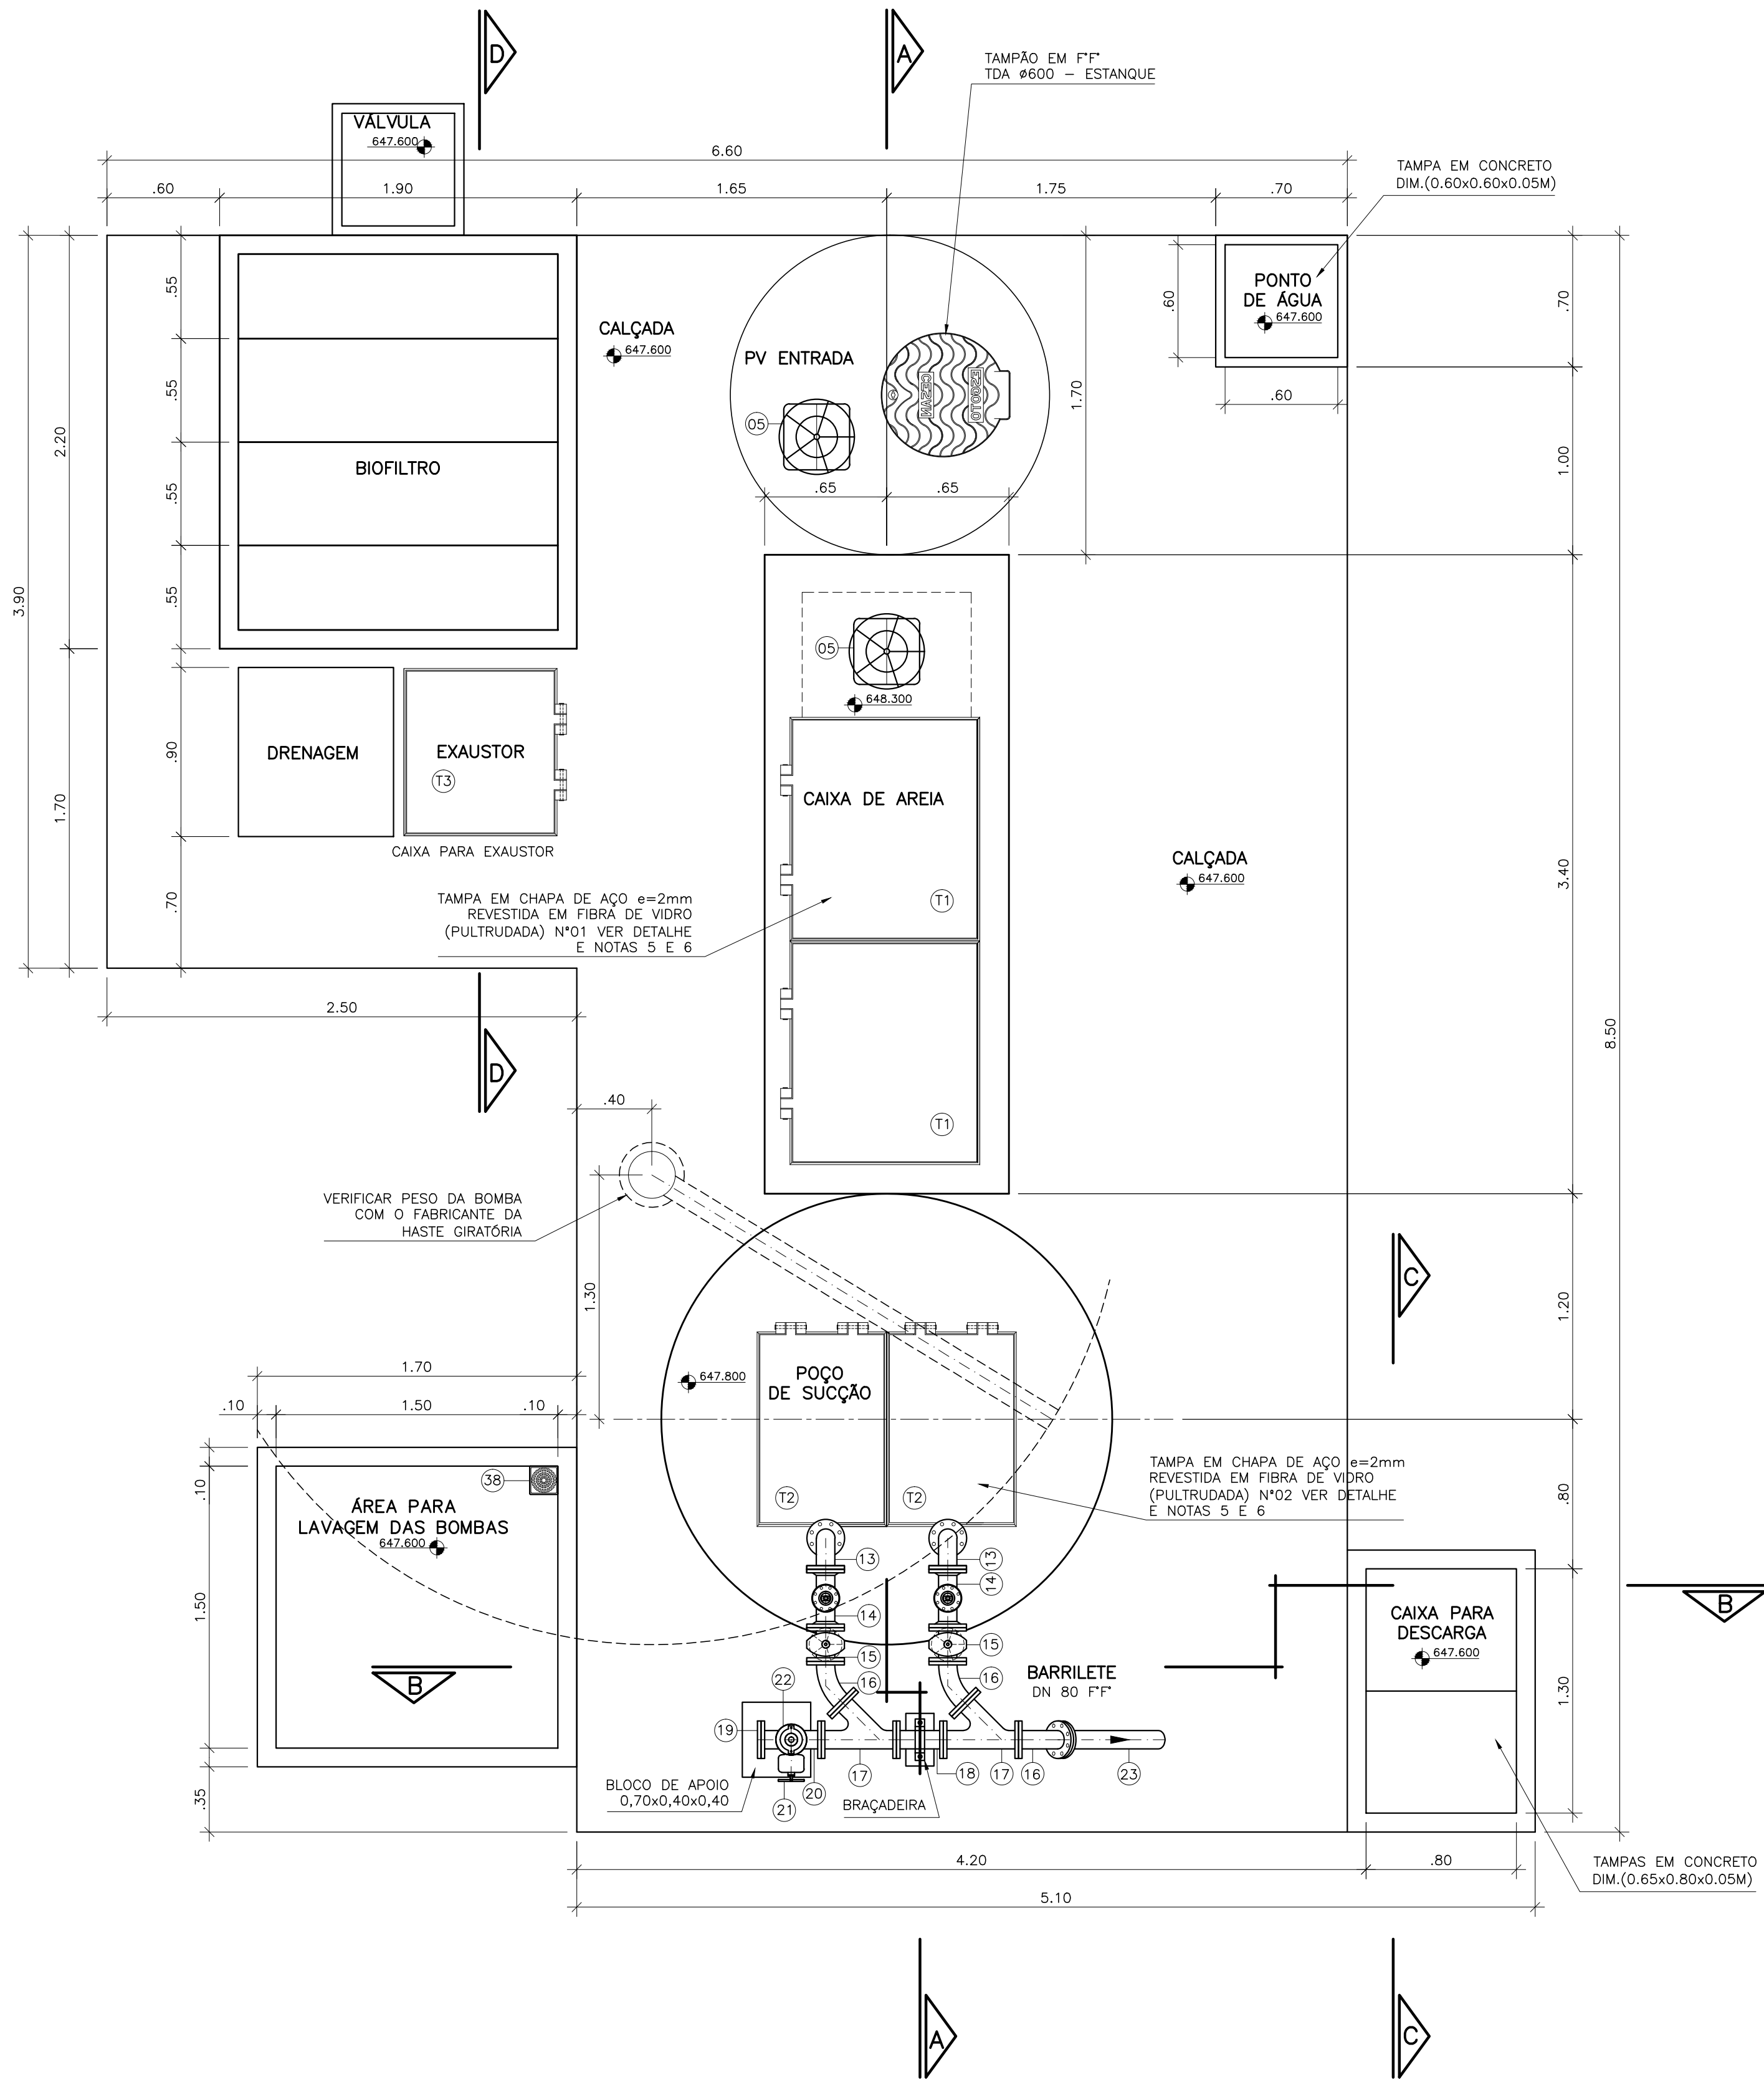 D
A
TAMPÃO EM F°F°
TDA ø600 – ESTANQUE
VÁLVULA
647.600
6.60
TAMPA EM CONCRETO
DIM.(0.60x0.60x0.05M)
.60
1.90
1.65
1.75
.70
.55
.55
.55
.55
2.20
3.90
BIOFILTRO
CALÇADA
647.600
PV ENTRADA
05
CESAN
ESGOTO
.65
.65
1.70
.60
PONTO
DE ÁGUA
647.600
.60
.70
1.00
05
648.300
DRENAGEM
EXAUSTOR
T3
CAIXA PARA EXAUSTOR
.90
1.70
.70
CAIXA DE AREIA
T1
CALÇADA
647.600
3.40
TAMPA EM CHAPA DE AÇO e=2mm
REVESTIDA EM FIBRA DE VIDRO
(PULTRUDADA) N°01 VER DETALHE
E NOTAS 5 E 6
2.50
8.50
D
.40
T1
VERIFICAR PESO DA BOMBA
COM O FABRICANTE DA
HASTE GIRATÓRIA
1.30
C
1.20
1.70
.10
1.50
.10
647.800
POÇO
DE SUCÇÃO
T2
T2
TAMPA EM CHAPA DE AÇO e=2mm
REVESTIDA EM FIBRA DE VIDRO
(PULTRUDADA) N°02 VER DETALHE
E NOTAS 5 E 6
.80
.10
38
ÁREA PARA
LAVAGEM DAS BOMBAS
647.600
1.50
B
13
13
14
14
15
15
16
16
BARRILETE
DN 80 F°F°
CAIXA PARA
DESCARGA
647.600
B
1.30
22
19
20
21
17
18
17
16
23
BLOCO DE APOIO
0,70x0,40x0,40
BRAÇADEIRA
.35
4.20
.80
5.10
TAMPAS EM CONCRETO
DIM.(0.65x0.80x0.05M)
A
C